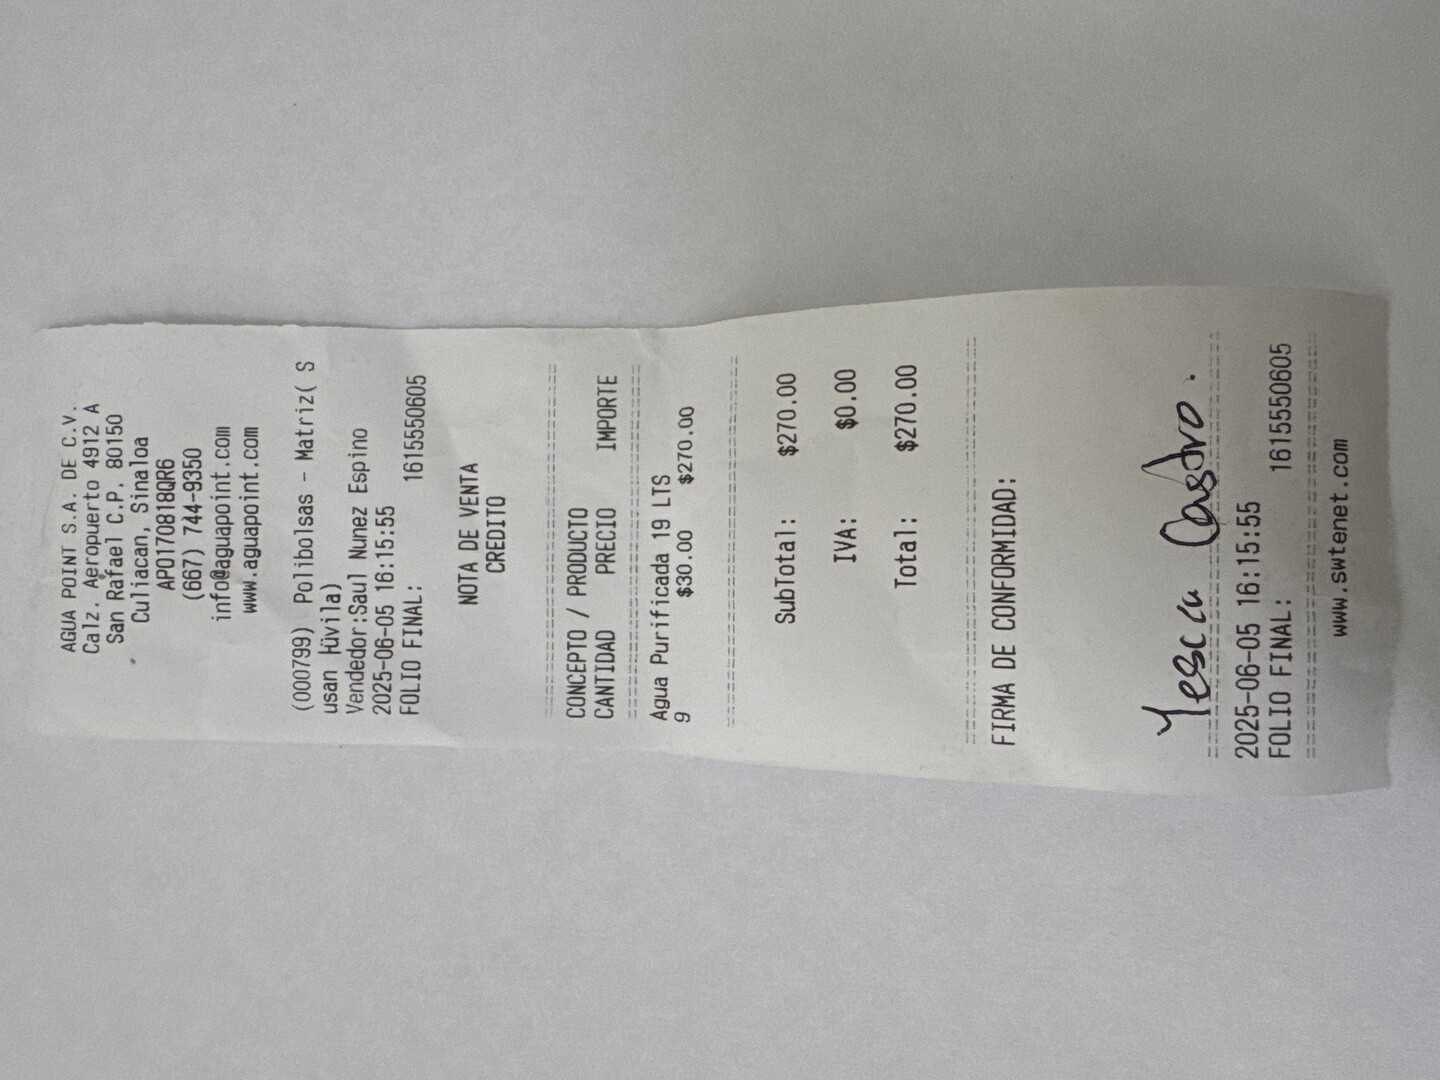 AGUA POINT S.A. DE C.V.
Calz. Aeropuerto 4912 A
San Rafael C.P. 80150
Culiacan, Sinaloa
APO170818QR6
(667) 744-9350
info@aguapoint.com
www.aguapoint.com
(000799) Polibolsas - Matriz( S
usan Hüvila)
Vendedor:Saul Nunez Espino
2025-06-05 16:15:55
FOLIO FINAL: 1615550605
NOTA DE VENTA
CREDITO
CONCEPTO / PRODUCTO
CANTIDAD PRECIO IMPORTE
Agua Purificada 19 LTS
9 $30.00 $270.00
SubTotal: $270.00
IVA: $0.00
Total: $270.00
FIRMA DE CONFORMIDAD:
Castro.
2025-06-05 16:15:55
FOLIO FINAL: 1615550605
www.swtenet.com